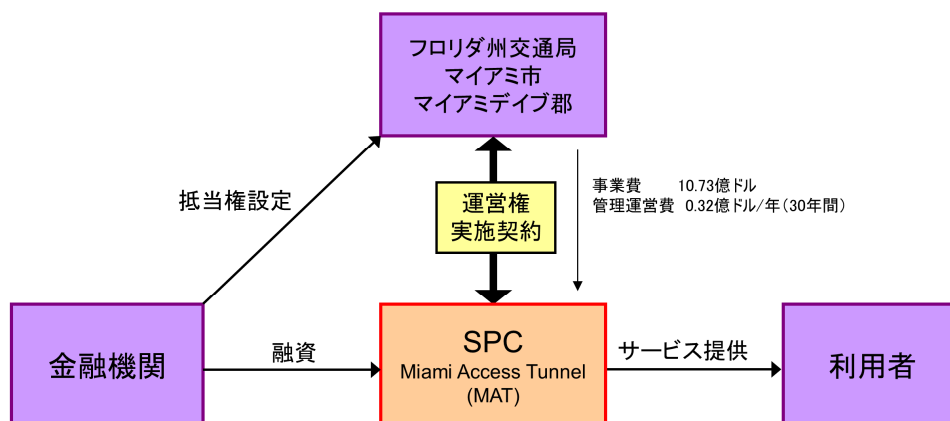 フロリダ州交通局
マイアミ市
マイアミデイブ郡
抵当権設定
運営権
実施契約
事業費 10.73億ドル
管理運営費 0.32億ドル/年(30年間)
金融機関
融資
SPC
Miami Access Tunnel
(MAT)
サービス提供
利用者